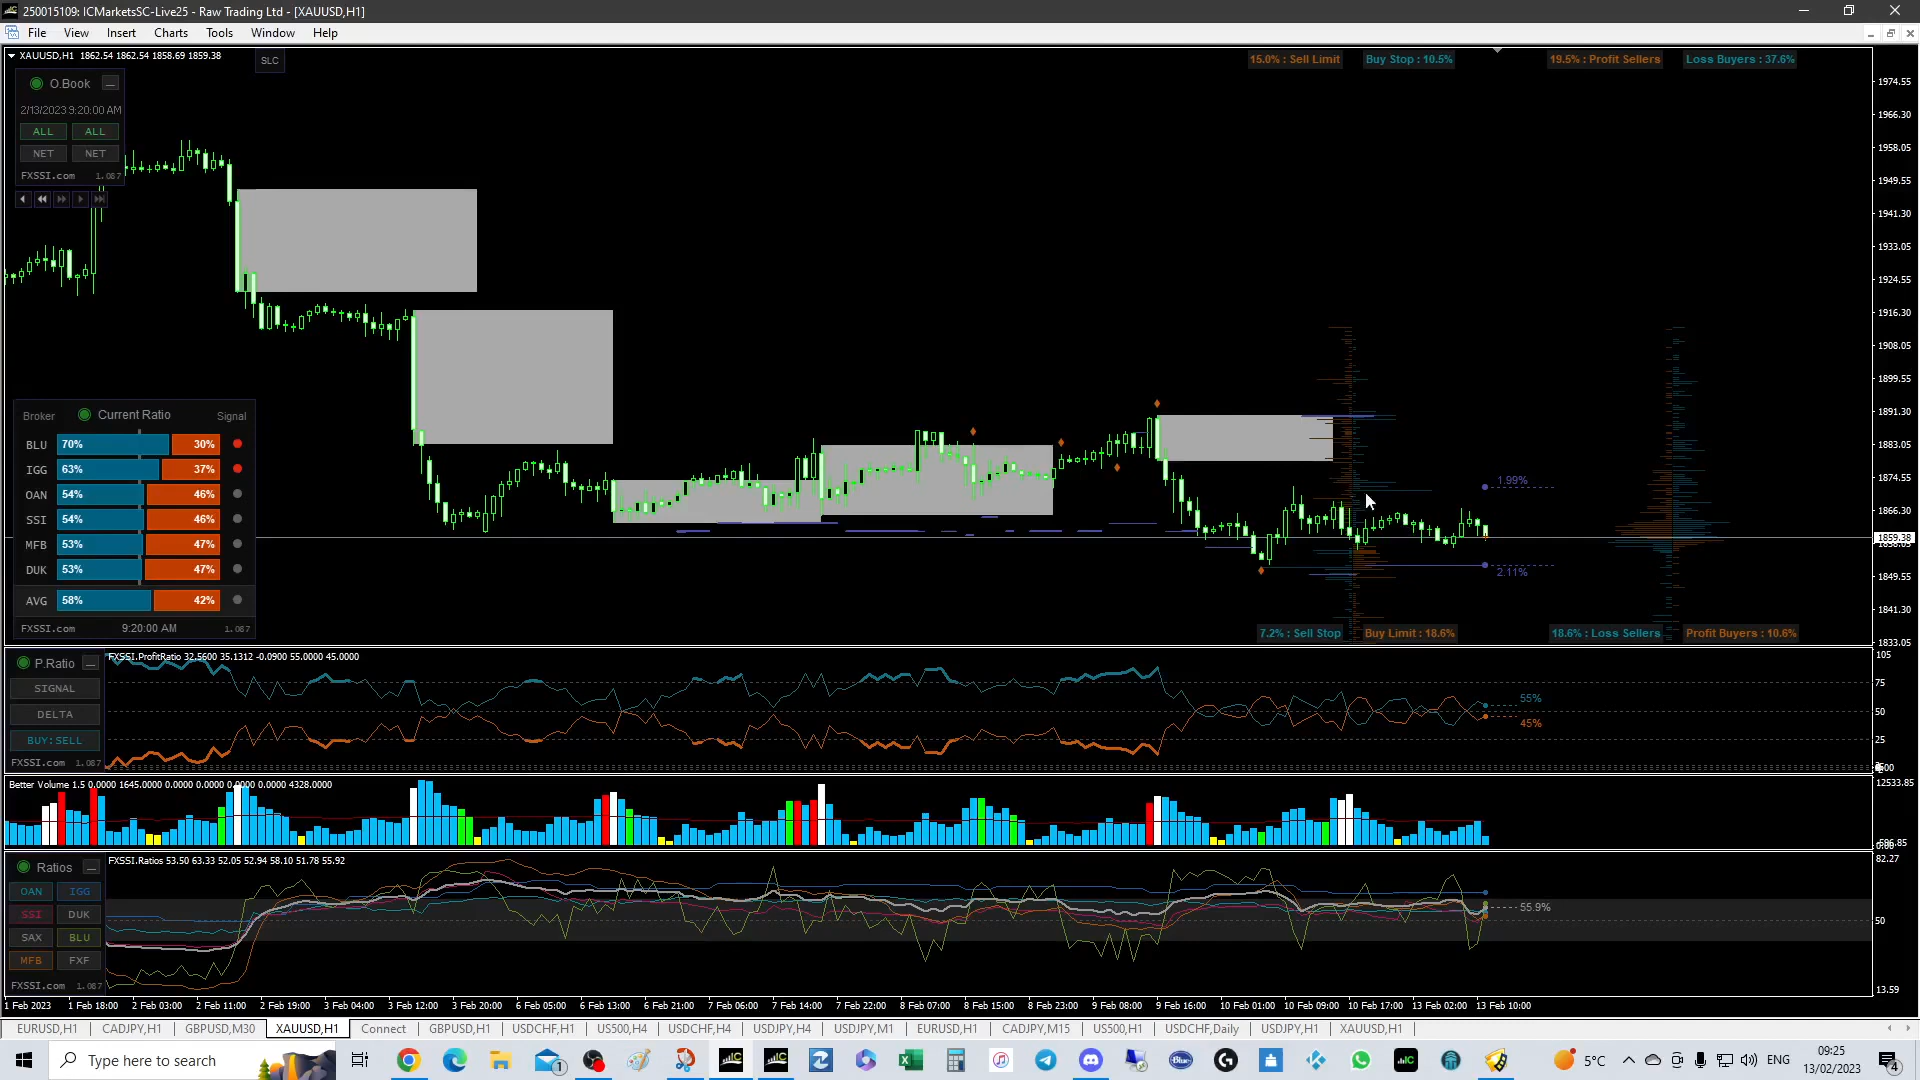 250015109: ICMarketsSC-Live25 - Raw Trading Ltd - [XAUUSD,H1]
File View Insert Charts Tools Window Help
XAUUSD,H1 1862.54 1862.54 1858.69 1859.38
SLC
15.0% : Sell Limit
Buy Stop : 10.5%
19.5% : Profit Sellers
Loss Buyers : 37.6%
O.Book
2/13/2023 9:20:00 AM
ALL ALL
NET NET
FXSSI.com 1.087
1974.55
1966.30
1958.05
1949.55
1941.30
1933.05
1924.55
1916.30
1908.05
1899.55
1891.30
1883.05
1874.55
1866.30
1859.38
1849.55
1841.30
1833.05
Broker Current Ratio Signal
BLU 70% 30%
IGG 63% 37%
OAN 54% 46%
SSI 54% 46%
MFB 53% 47%
DUK 53% 47%
AVG 58% 42%
FXSSI.com 9:20:00 AM 1.087
1.99%
2.11%
7.2% : Sell Stop
Buy Limit : 18.6%
18.6% : Loss Sellers
Profit Buyers : 10.6%
P.Ratio
FXSSI.ProfitRatio 32.5600 35.1312 -0.0900 55.0000 45.0000
SIGNAL
DELTA
BUY:SELL
FXSSI.com 1.087
105
75
50
25
55%
45%
Better Volume 1.5 0.0000 1645.0000 0.0000 0.0000 0.0000 0.0000 4328.0000
12533.85
Ratios
FXSSI.Ratios 53.50 63.33 52.05 52.94 58.10 51.78 55.92
OAN IGG
SSI DUK
SAX BLU
MFB FXF
FXSSI.com 1.087
82.27
50
13.59
55.9%
1 Feb 2023 1 Feb 18:00 2 Feb 03:00 2 Feb 11:00 2 Feb 19:00 3 Feb 04:00 3 Feb 12:00 3 Feb 20:00 6 Feb 05:00 6 Feb 13:00 6 Feb 21:00 7 Feb 06:00 7 Feb 14:00 7 Feb 22:00 8 Feb 07:00 8 Feb 15:00 8 Feb 23:00 9 Feb 08:00 9 Feb 16:00 10 Feb 01:00 10 Feb 09:00 10 Feb 17:00 13 Feb 02:00 13 Feb 10:00
EURUSD,H1 CADJPY,H1 GBPUSD,M30 XAUUSD,H1 Connect GBPUSD,H1 USDCHF,H1 US500,H4 USDCHF,H4 USDJPY,H4 USDJPY,M1 EURUSD,H1 CADJPY,M15 US500,H1 USDCHF,Daily USDJPY,H1 XAUUSD,H1
Type here to search
5°C
ENG
09:25
13/02/2023
4